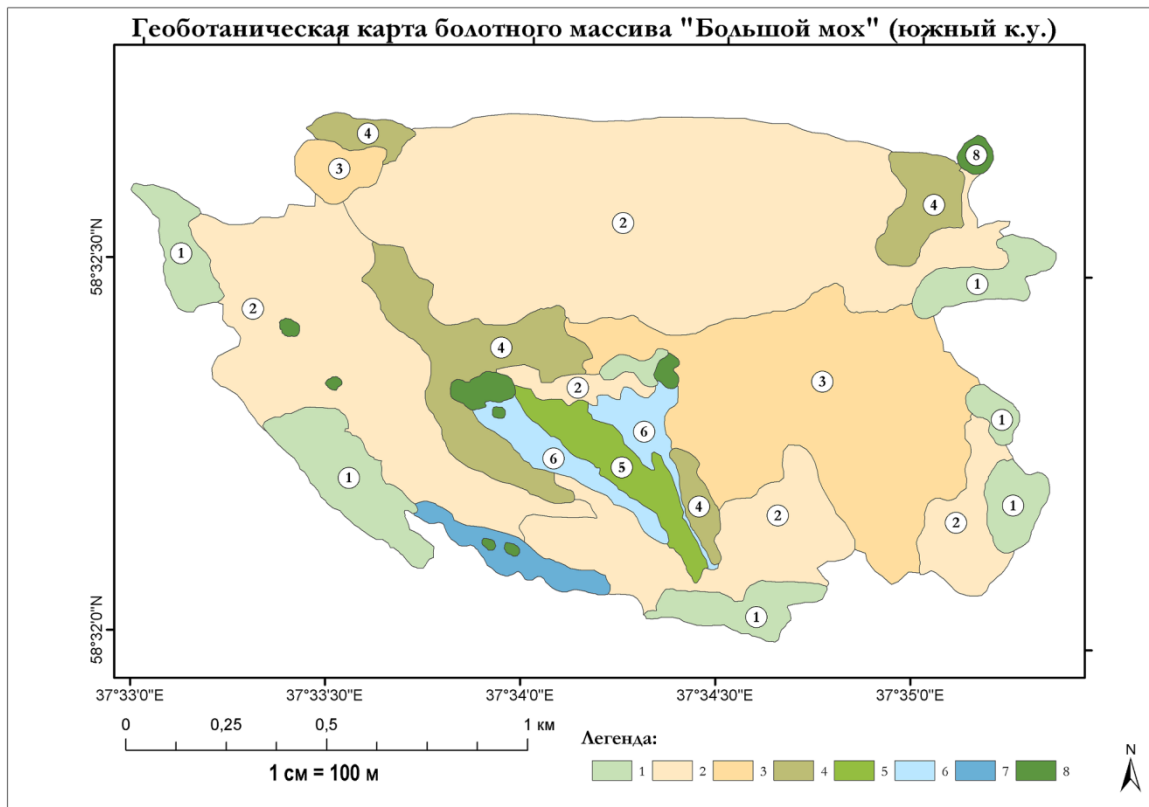 Геоботаническая карта болотного массива "Большой мох" (южный к.у.)
4
3
8
4
2
1
1
2
4
3
2
1
6
6
5
1
4
2
2
1
1
58°32'30"N
58°32'0"N
37°33'0"E
37°33'30"E
37°34'0"E
37°34'30"E
37°35'0"E
0 0,25 0,5 1 км
1 см = 100 м
Легенда:
1 2 3 4 5 6 7 8
N